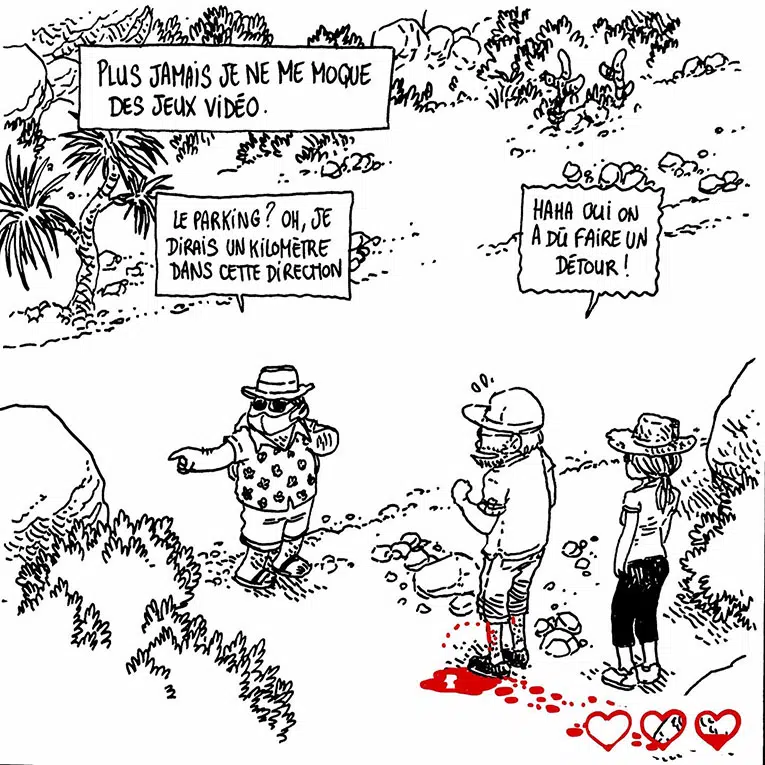 PLUS JAMAIS JE NE ME MOQUE
DES JEUX VIDÉO.
LE PARKING? OH, JE
DIRAIS UN KILOMÈTRE
DANS CETTE DIRECTION
HAHA OUI ON
A DÛ FAIRE UN
DÉTOUR!